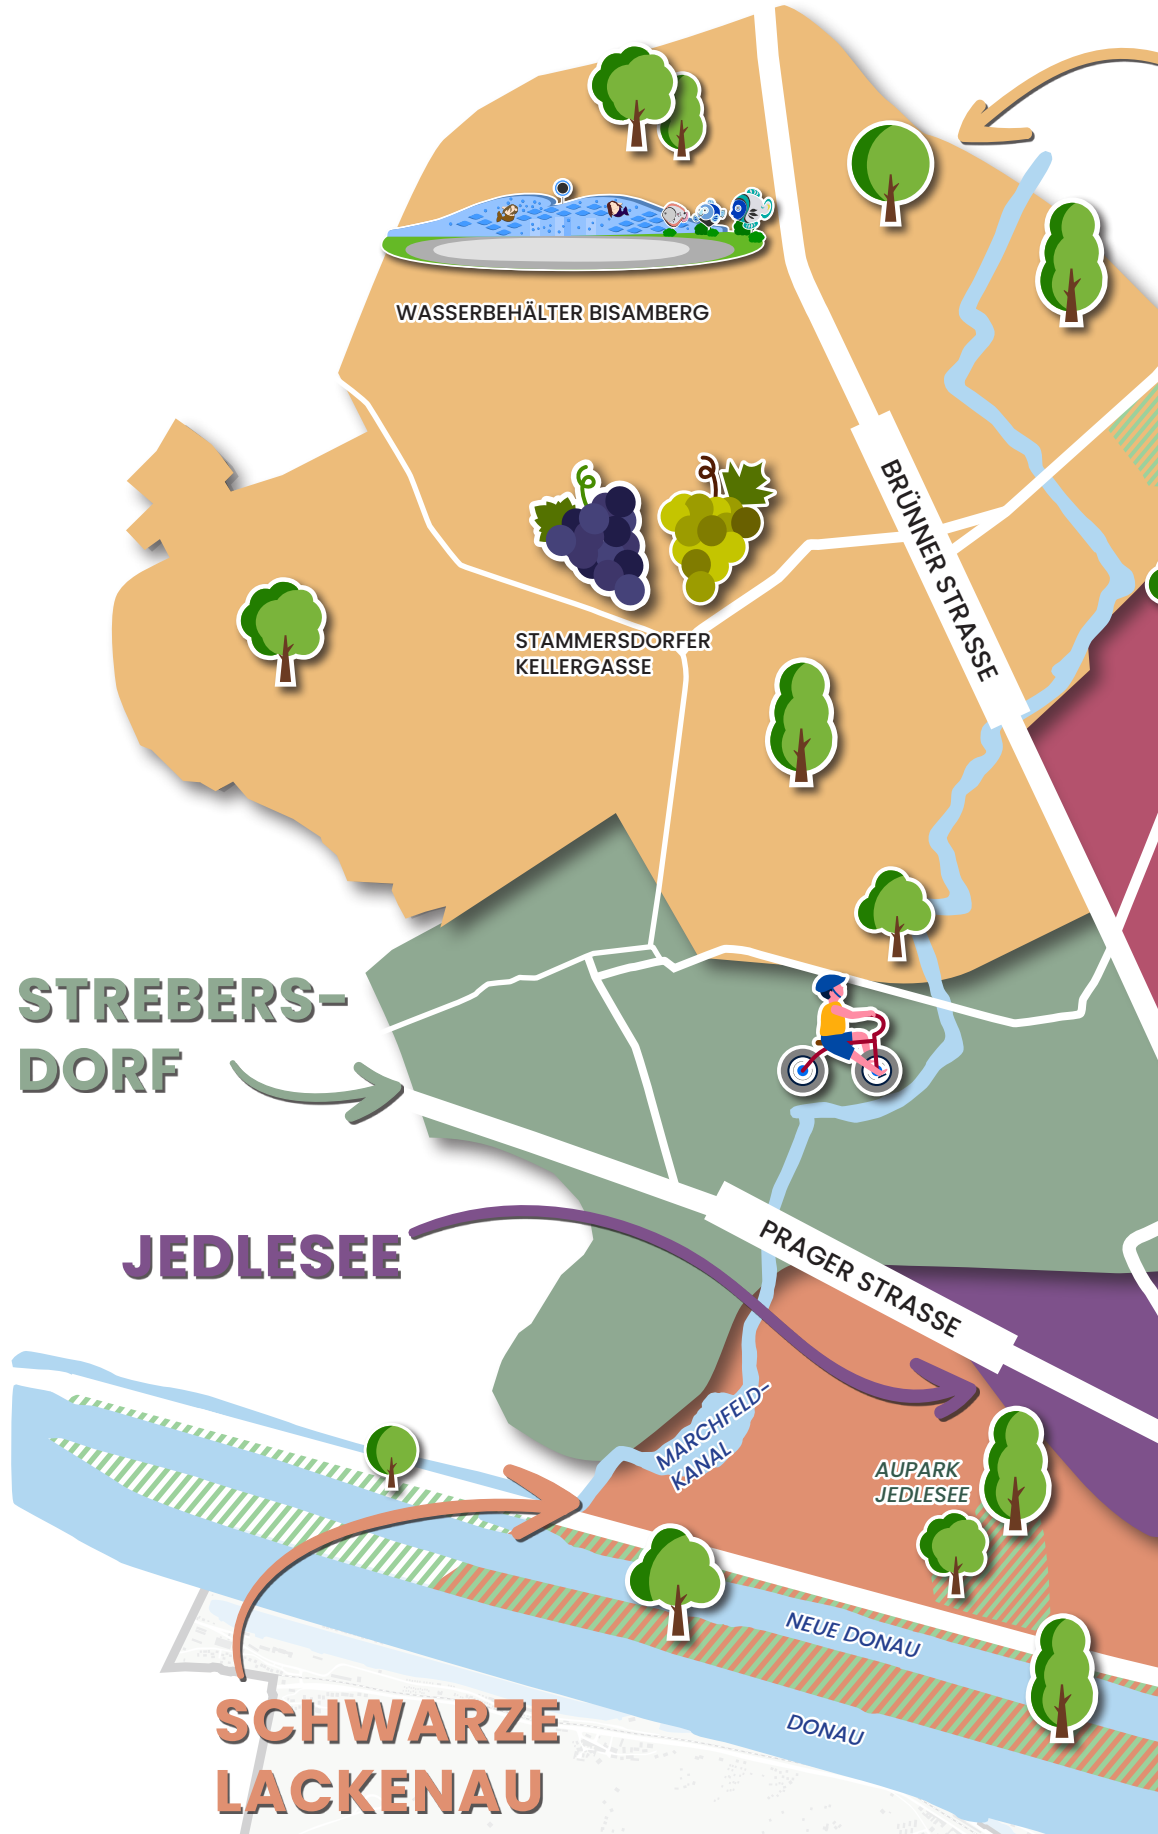 WASSERBEHÄLTER BISAMBERG
BRÜNNER STRASSE
STAMMERSDORFER
KELLERGASSE
STREBERS-
DORF
JEDLESEE
PRAGER STRASSE
MARCHFELD-
KANAL
AUPARK
JEDLESEE
NEUE DONAU
DONAU
SCHWARZE
LACKENAU